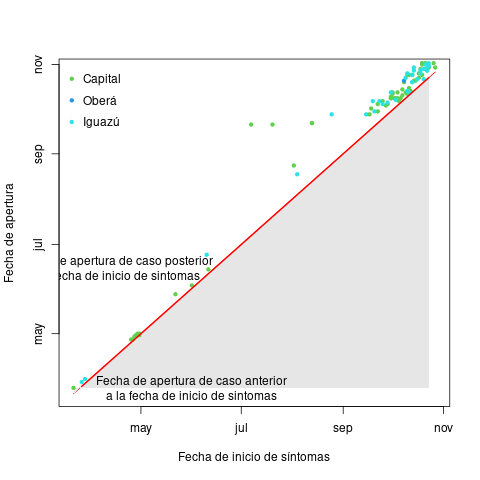 Capital
Oberá
Iguazú
e apertura de caso posterior
echa de inicio de sintomas
Fecha de apertura de caso anterior
a la fecha de inicio de sintomas
nov
sep
jul
may
Fecha de apertura
may
jul
sep
nov
Fecha de inicio de síntomas